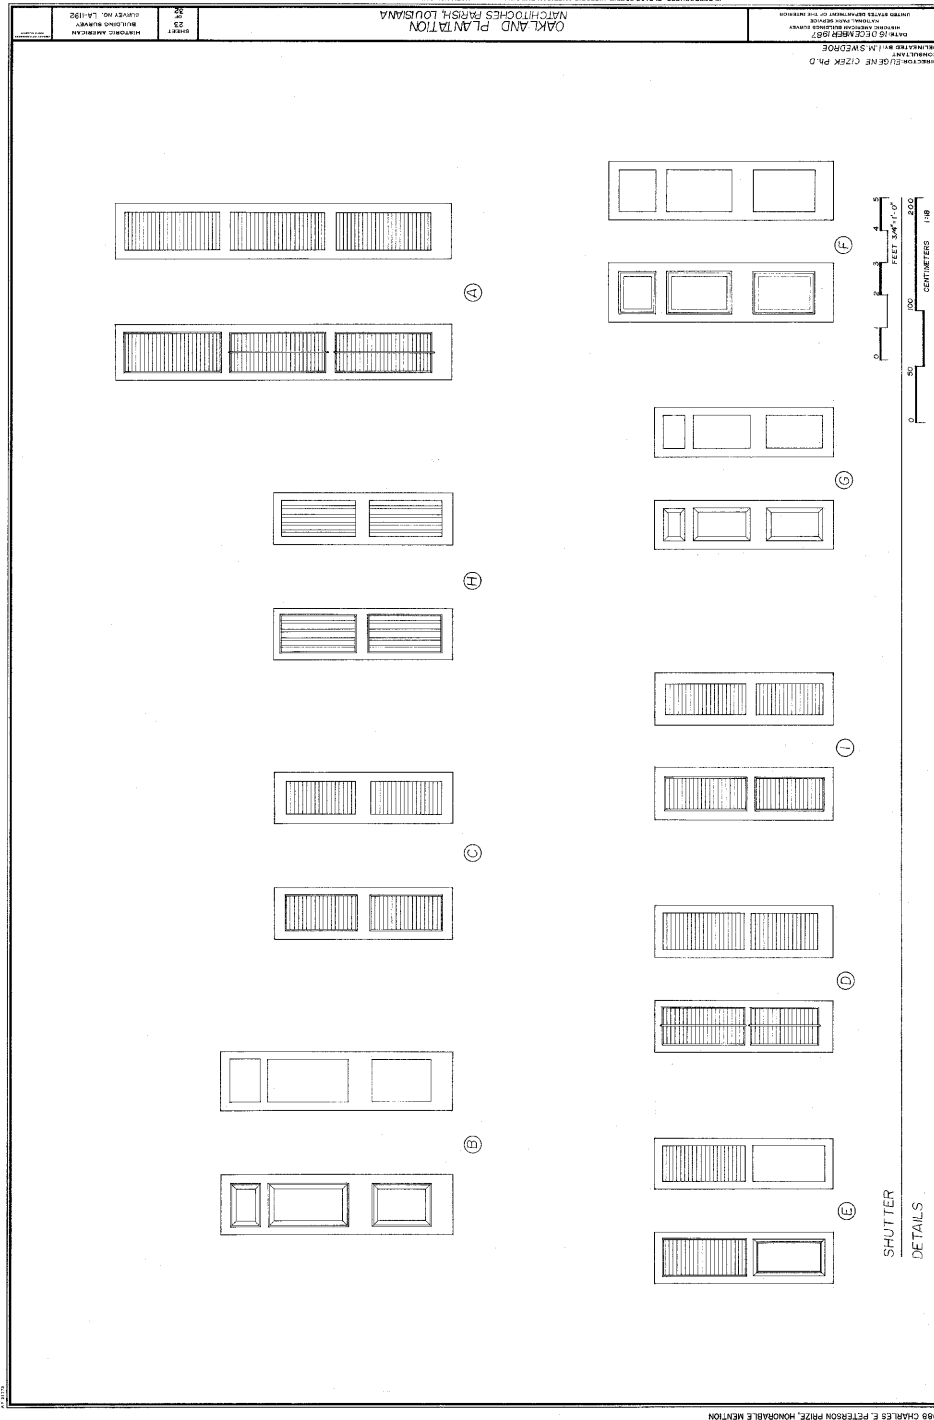 DIRECTOR: EUGENE CIZEK Ph.D.
CONSULTANT
DELINEATED BY: I.M. SWEDROE
DATE: 16 DECEMBER 1987
HISTORIC AMERICAN BUILDINGS SURVEY
NATIONAL PARK SERVICE
UNITED STATES DEPARTMENT OF THE INTERIOR
OAKLAND PLANTATION
NATCHITOCHES PARISH, LOUISIANA
SHEET
23
OF
HISTORIC AMERICAN
BUILDING SURVEY
SURVEY NO. LA-1192
A
H
C
B
F
G
I
D
E
0 1 2 3 4 5
FEET 3/4"=1'-0"
0 50 100 200
CENTIMETERS 1:18
SHUTTER
DETAILS
88 CHARLES E. PETERSON PRIZE, HONORABLE MENTION